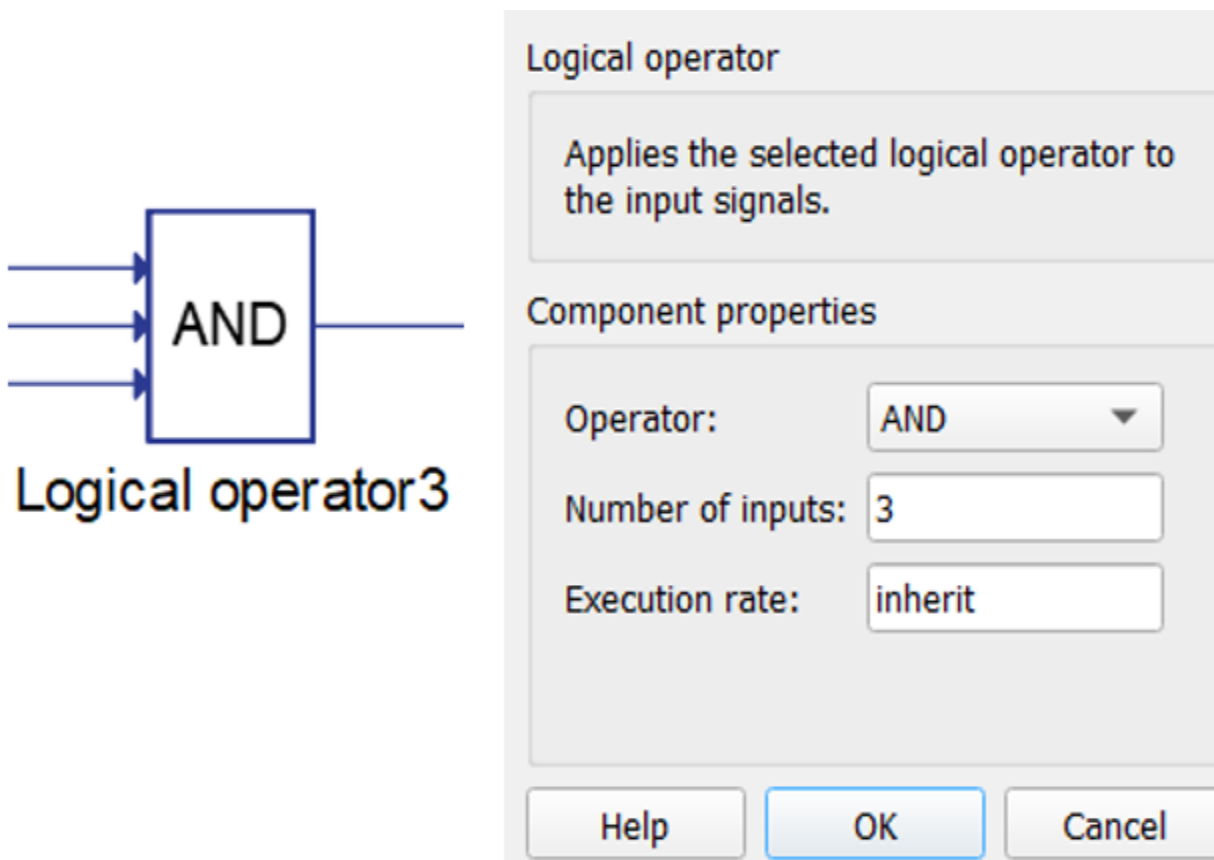 AND
Logical operator3
Logical operator
Applies the selected logical operator to
the input signals.
Component properties
Operator: AND
Number of inputs: 3
Execution rate: inherit
Help OK Cancel